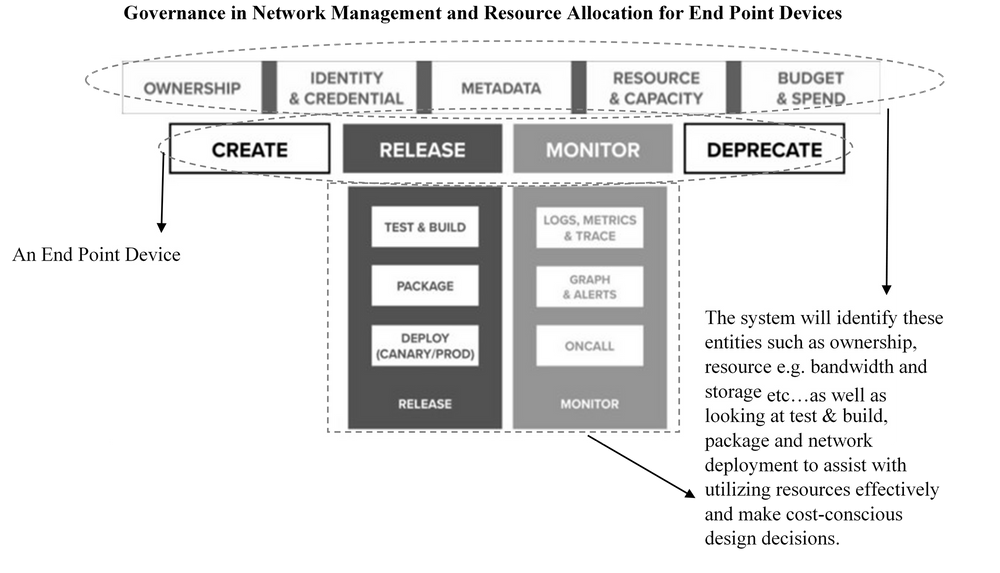 Governance in Network Management and Resource Allocation for End Point Devices
OWNERSHIP
IDENTITY
& CREDENTIAL
METADATA
RESOURCE
& CAPACITY
BUDGET
& SPEND
CREATE
RELEASE
MONITOR
DEPRECATE
TEST & BUILD
PACKAGE
DEPLOY
(CANARY/PROD)
RELEASE
LOGS, METRICS
& TRACE
GRAPH
& ALERTS
ONCALL
MONITOR
An End Point Device
The system will identify these
entities such as ownership,
resource e.g. bandwidth and
storage etc…as well as
looking at test & build,
package and network
deployment to assist with
utilizing resources effectively
and make cost-conscious
design decisions.